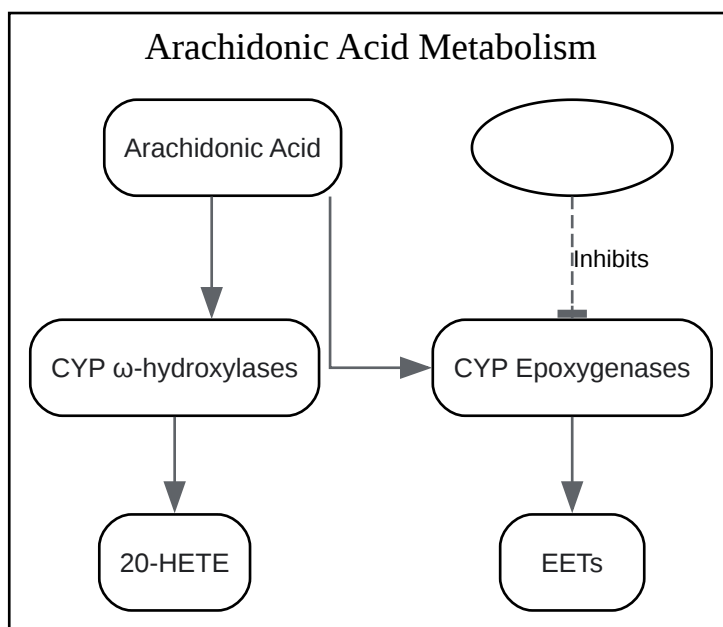 Arachidonic Acid Metabolism
Arachidonic Acid
Inhibits
CYP ω-hydroxylases
CYP Epoxygenases
20-HETE
EETs